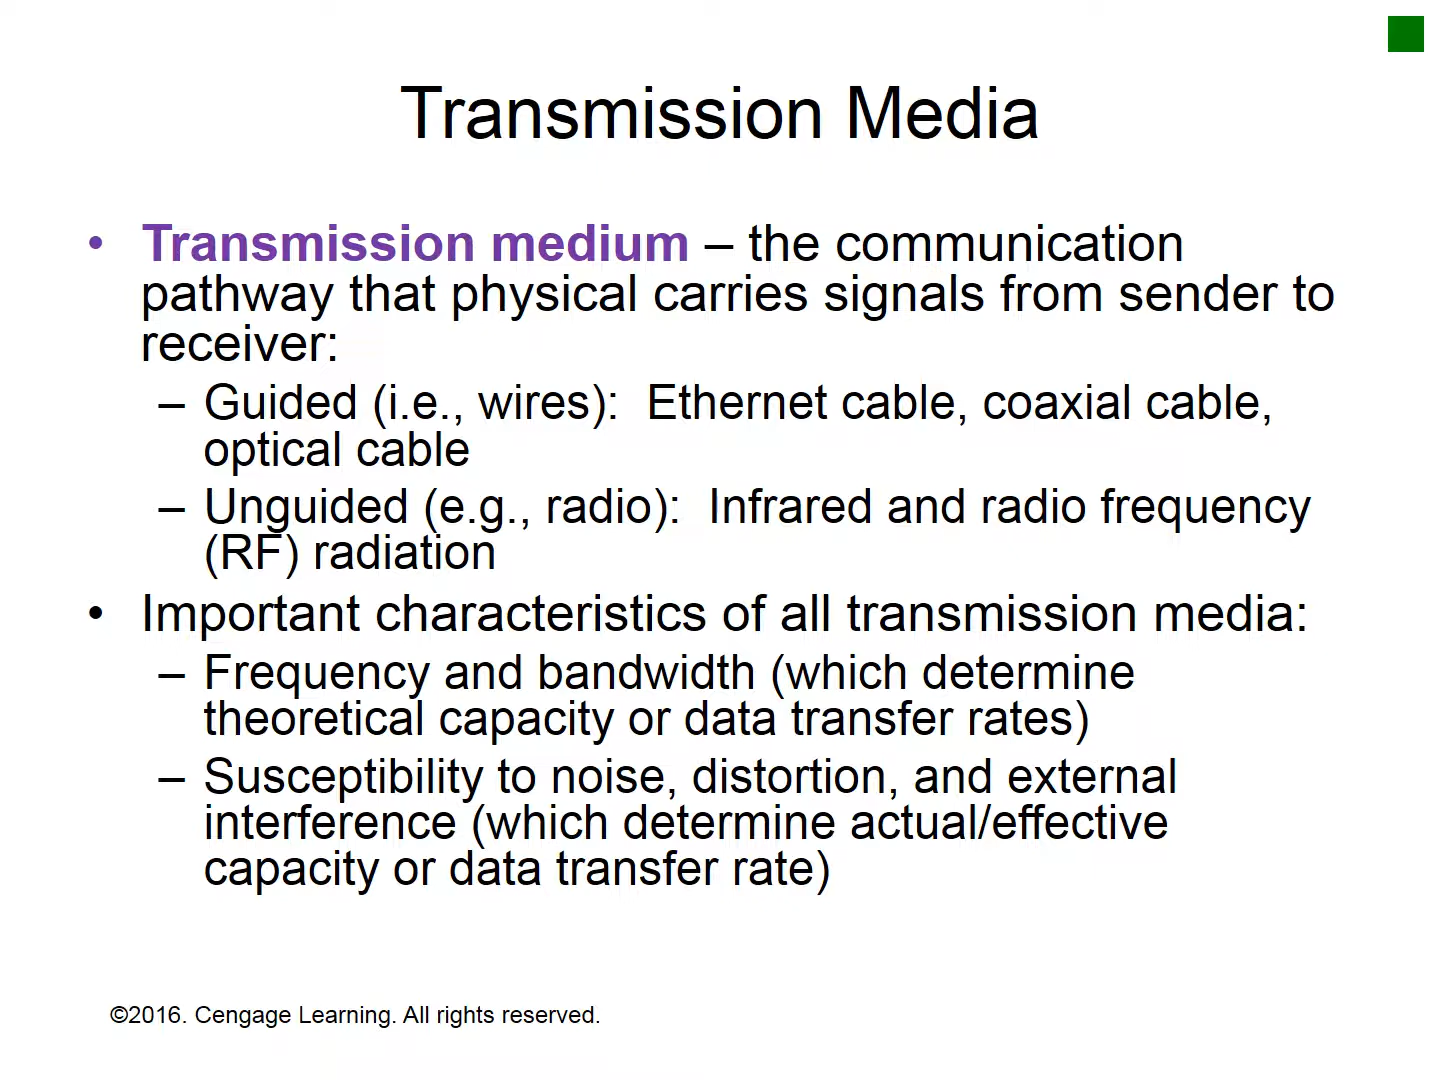 Transmission Media
• Transmission medium – the communication
pathway that physical carries signals from sender to
receiver:
– Guided (i.e., wires):  Ethernet cable, coaxial cable,
optical cable
– Unguided (e.g., radio):  Infrared and radio frequency
(RF) radiation
• Important characteristics of all transmission media:
– Frequency and bandwidth (which determine
theoretical capacity or data transfer rates)
– Susceptibility to noise, distortion, and external
interference (which determine actual/effective
capacity or data transfer rate)
©2016. Cengage Learning. All rights reserved.